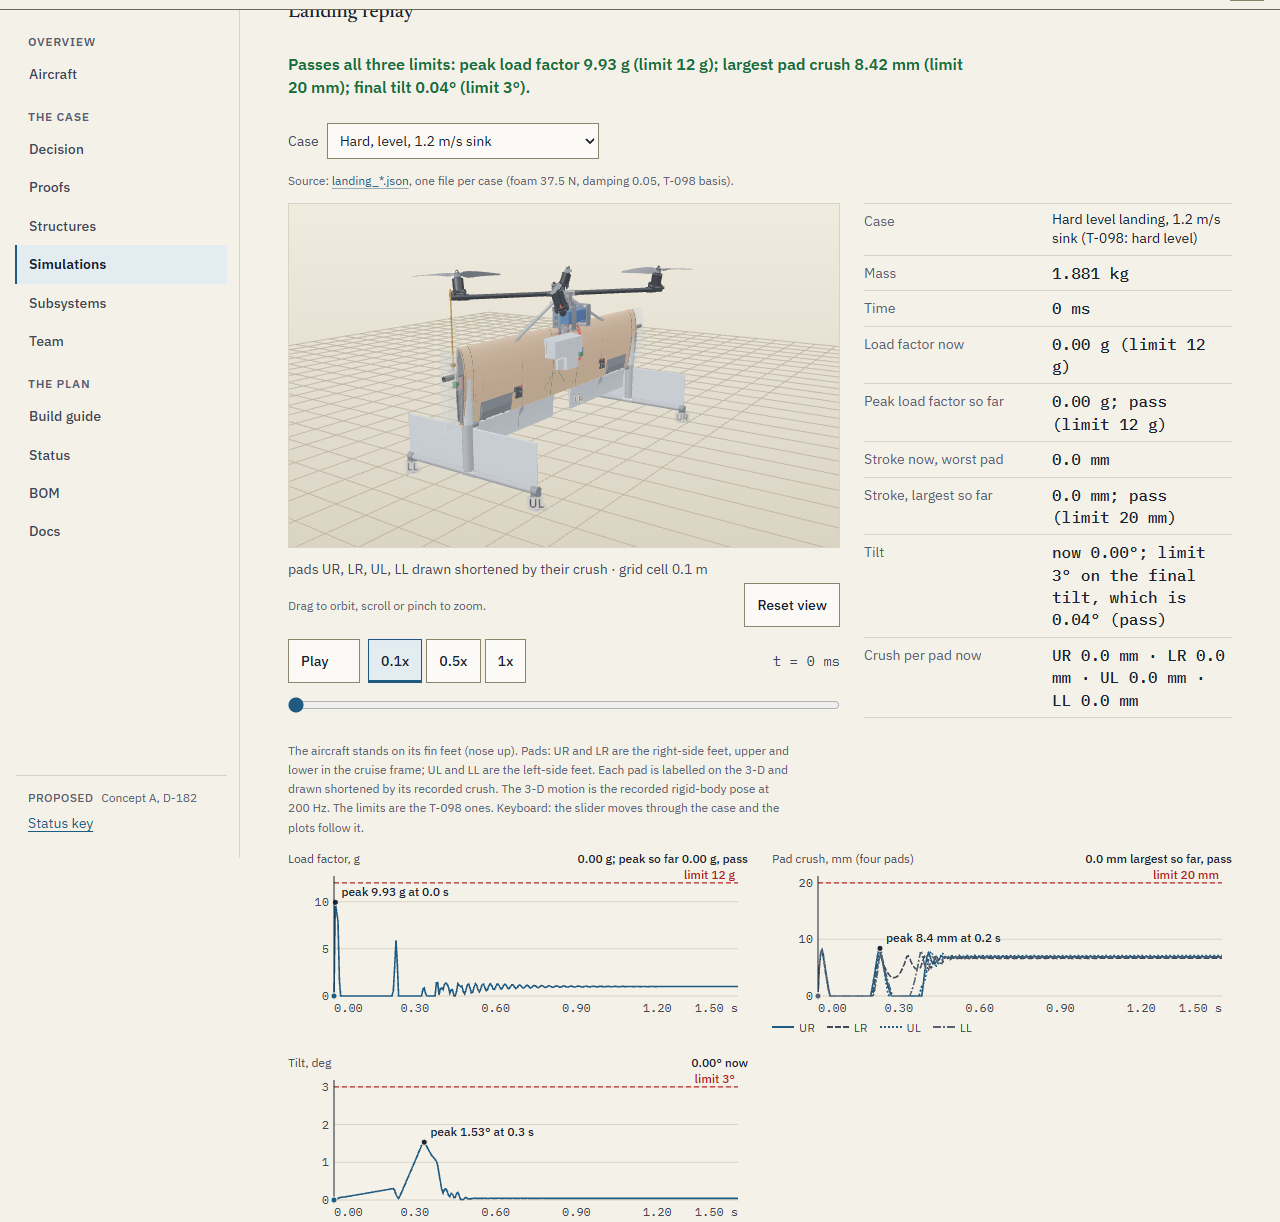 Landing replay
OVERVIEW
Aircraft
THE CASE
Decision
Proofs
Structures
Simulations
Subsystems
Team
THE PLAN
Build guide
Status
BOM
Docs
PROPOSED Concept A, D-182
Status key
Passes all three limits: peak load factor 9.93 g (limit 12 g); largest pad crush 8.42 mm (limit
20 mm); final tilt 0.04° (limit 3°).
Case Hard, level, 1.2 m/s sink
Source: landing_*.json, one file per case (foam 37.5 N, damping 0.05, T-098 basis).
LR
UR
LL
UL
pads UR, LR, UL, LL drawn shortened by their crush · grid cell 0.1 m
Drag to orbit, scroll or pinch to zoom.
Reset view
Play 0.1x 0.5x 1x t = 0 ms
Case Hard level landing, 1.2 m/s
sink (T-098: hard level)
Mass 1.881 kg
Time 0 ms
Load factor now 0.00 g (limit 12
g)
Peak load factor so far 0.00 g; pass
(limit 12 g)
Stroke now, worst pad 0.0 mm
Stroke, largest so far 0.0 mm; pass
(limit 20 mm)
Tilt now 0.00°; limit
3° on the final
tilt, which is
0.04° (pass)
Crush per pad now UR 0.0 mm · LR 0.0
mm · UL 0.0 mm ·
LL 0.0 mm
The aircraft stands on its fin feet (nose up). Pads: UR and LR are the right-side feet, upper and
lower in the cruise frame; UL and LL are the left-side feet. Each pad is labelled on the 3-D and
drawn shortened by its recorded crush. The 3-D motion is the recorded rigid-body pose at
200 Hz. The limits are the T-098 ones. Keyboard: the slider moves through the case and the
plots follow it.
Load factor, g 0.00 g; peak so far 0.00 g, pass
limit 12 g
peak 9.93 g at 0.0 s
10
5
0
0.00 0.30 0.60 0.90 1.20 1.50 s
Pad crush, mm (four pads) 0.0 mm largest so far, pass
limit 20 mm
20
peak 8.4 mm at 0.2 s
10
0
0.00 0.30 0.60 0.90 1.20 1.50 s
UR LR UL LL
Tilt, deg 0.00° now
limit 3°
3
peak 1.53° at 0.3 s
2
1
0
0.00 0.30 0.60 0.90 1.20 1.50 s